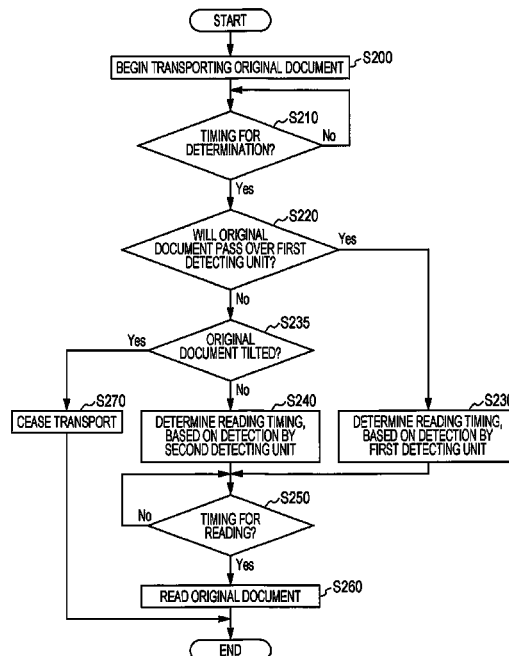 START
BEGIN TRANSPORTING ORIGINAL DOCUMENT
S200
S210
TIMING FOR
DETERMINATION?
No
Yes
S220
WILL ORIGINAL
DOCUMENT PASS OVER FIRST
DETECTING UNIT?
Yes
No
S235
ORIGINAL
DOCUMENT TILTED?
Yes
No
S270
CEASE TRANSPORT
S240
DETERMINE READING TIMING,
BASED ON DETECTION BY
SECOND DETECTING UNIT
S230
DETERMINE READING TIMING,
BASED ON DETECTION BY
FIRST DETECTING UNIT
S250
TIMING FOR
READING?
No
Yes
S260
READ ORIGINAL DOCUMENT
END